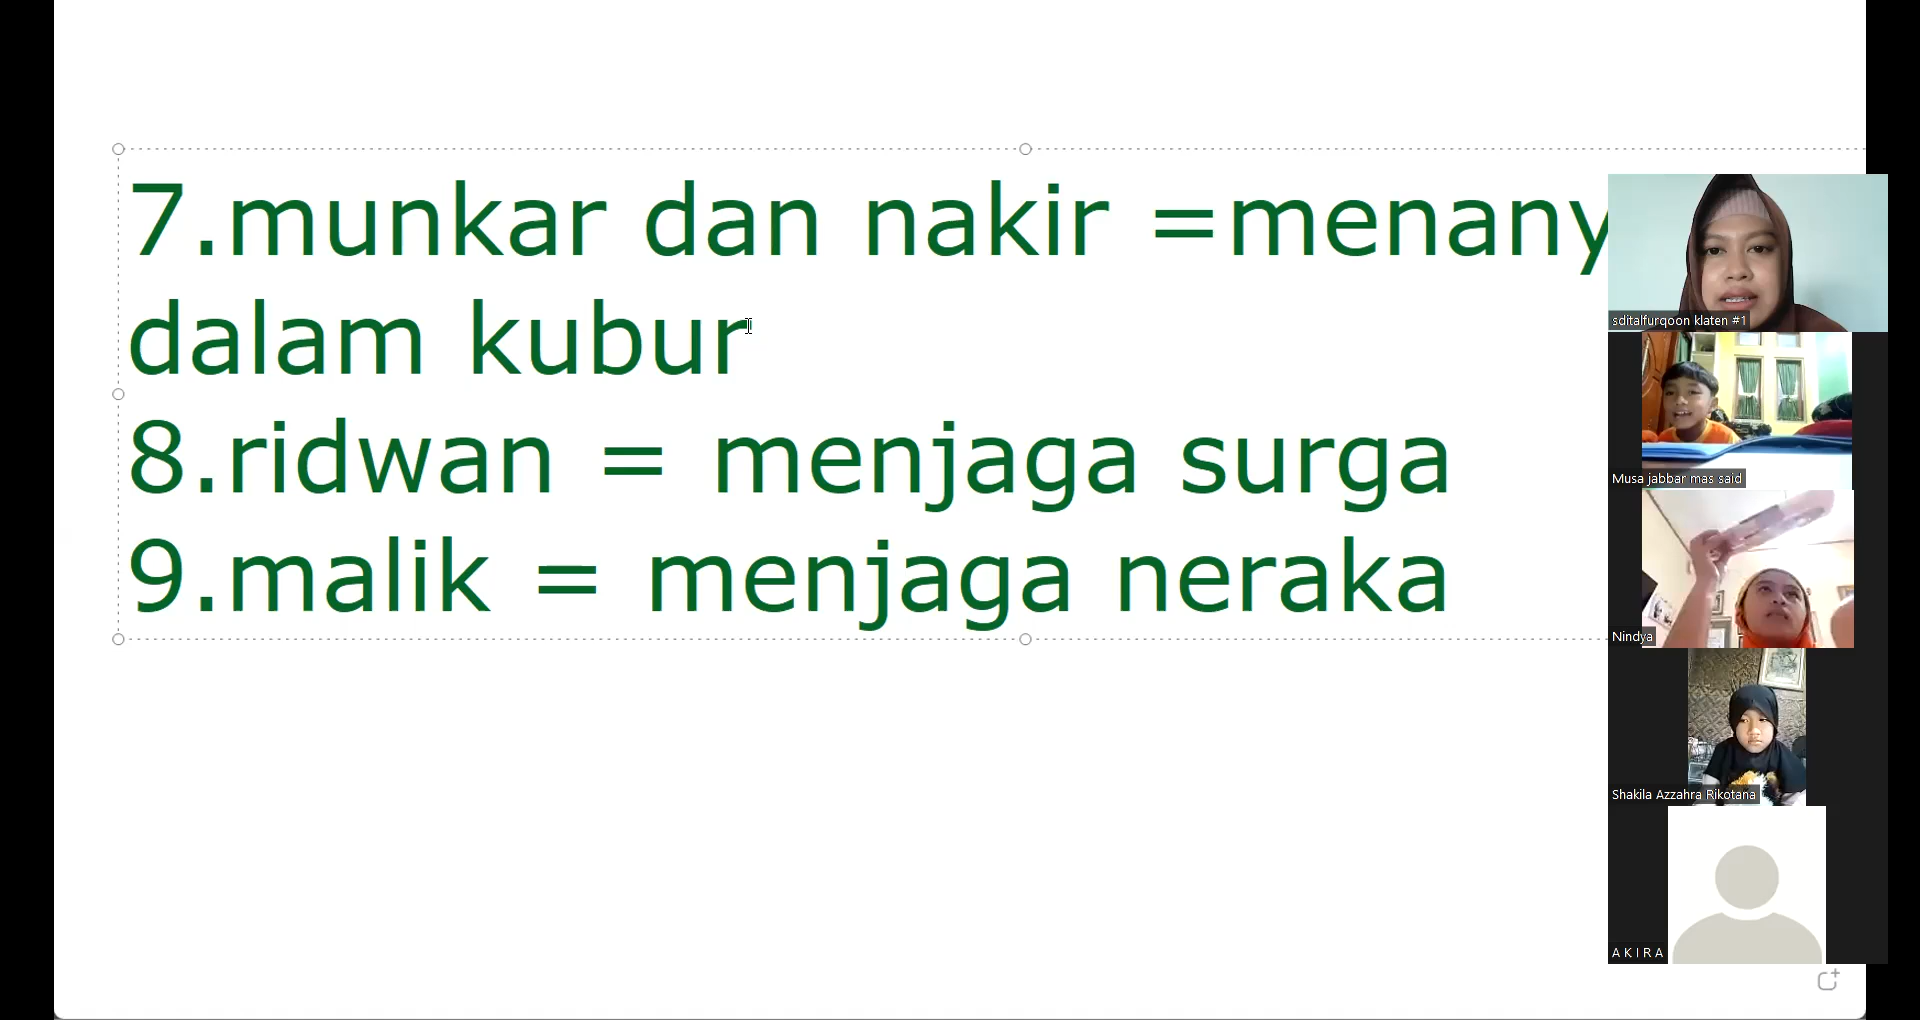 7.munkar dan nakir =menany
dalam kubur
8.ridwan = menjaga surga
9.malik = menjaga neraka
sditalfurqoon klaten #1
Musa jabbar mas said
Nindya
Shakila Azzahra Rikotana
A K I R A